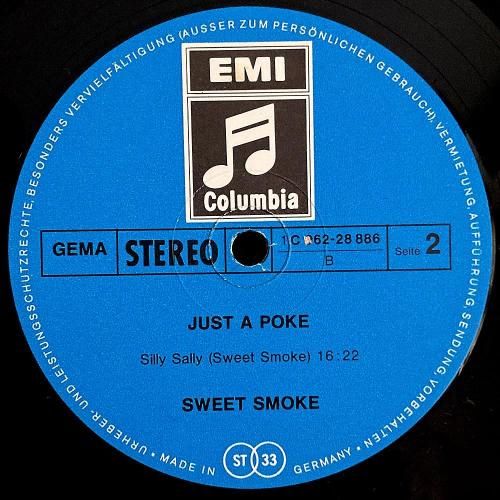 URHEBER- UND LEISTUNGSSCHUTZRECHTE, BESONDERS VERVIELFÄLTIGUNG (AUSSER ZUM PERSÖNLICHEN GEBRAUCH), VERMIETUNG, AUFFÜHRUNG, SENDUNG, VORBEHALTEN •
EMI
Columbia
GEMA
STEREO
1 C 062-28 886
B
Seite 2
JUST A POKE
Silly Sally (Sweet Smoke) 16:22
SWEET SMOKE
• MADE IN
ST 33
GERMANY •